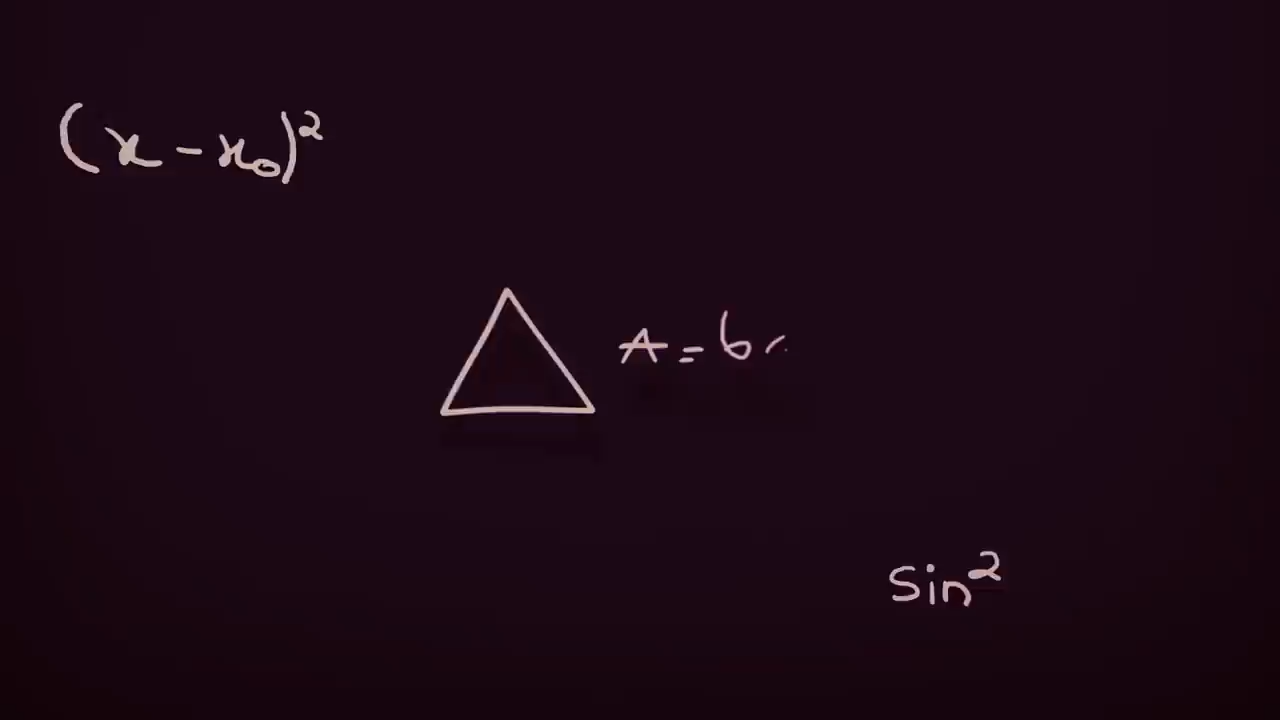 (x - x₀)²
A = b
Sin²